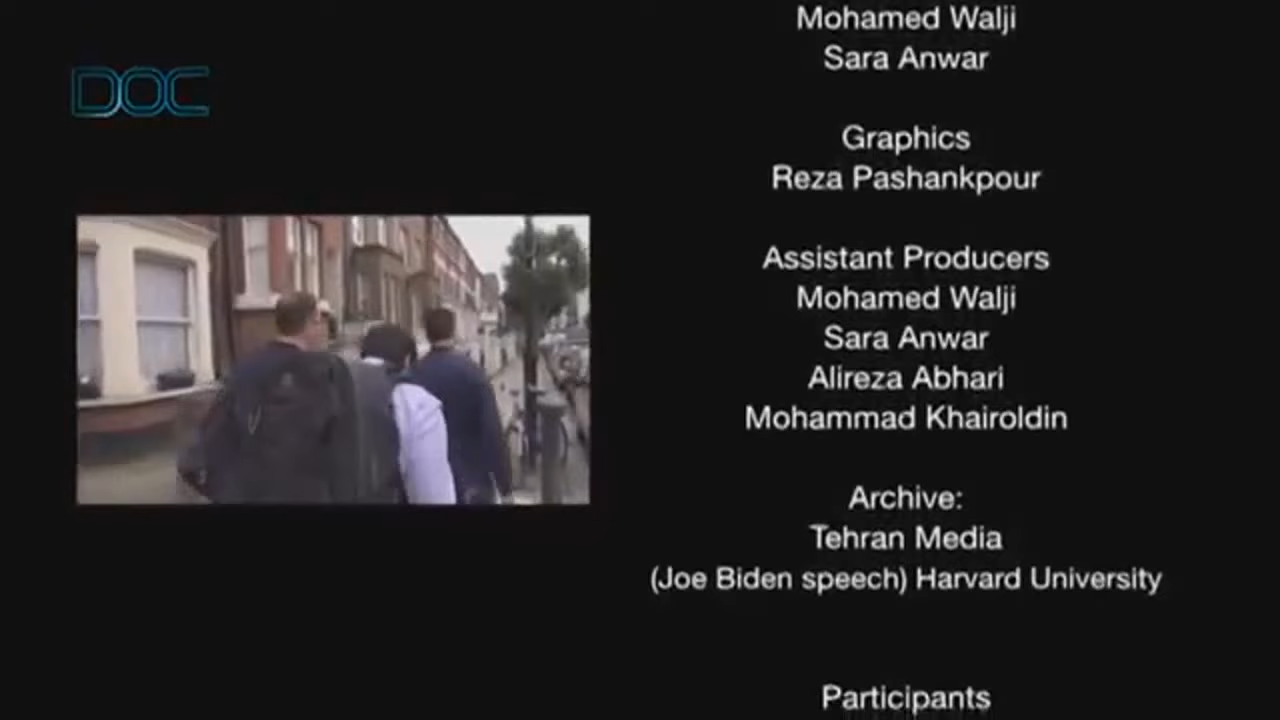 DOC
Mohamed Walji
Sara Anwar
Graphics
Reza Pashankpour
Assistant Producers
Mohamed Walji
Sara Anwar
Alireza Abhari
Mohammad Khairoldin
Archive:
Tehran Media
(Joe Biden speech) Harvard University
Participants